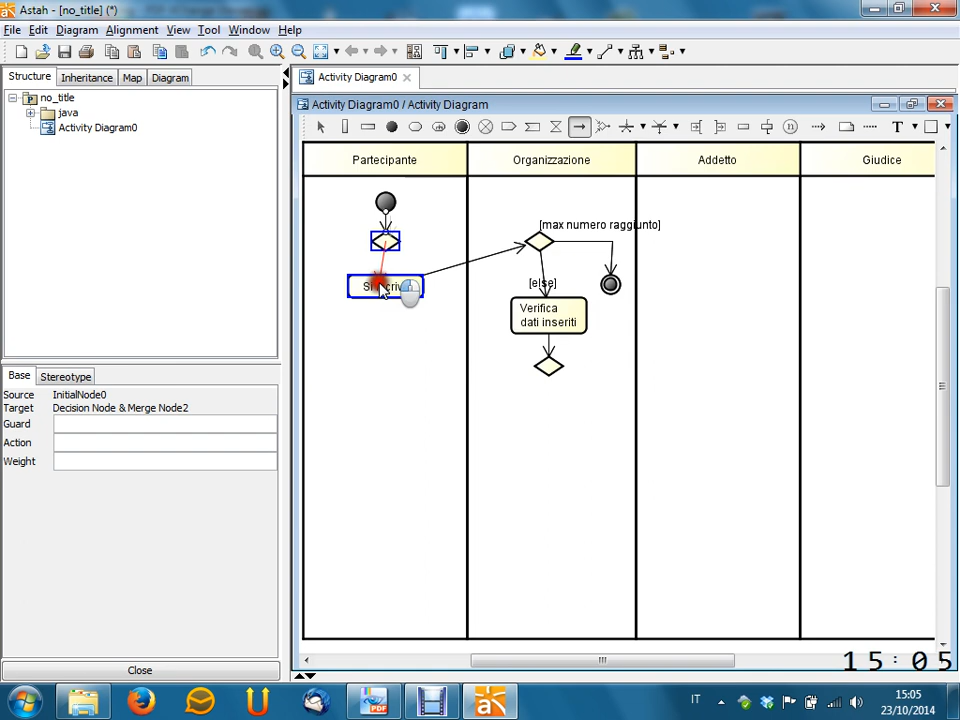 Astah - [no_title] (*)
File Edit Diagram Alignment View Tool Window Help
Structure Inheritance Map Diagram
no_title
java
Activity Diagram0
Activity Diagram0
Activity Diagram0 / Activity Diagram
Partecipante Organizzazione Addetto Giudice
[max numero raggiunto]
[else]
Verifica
dati inseriti
Base Stereotype
Source InitialNode0
Target Decision Node & Merge Node2
Guard
Action
Weight
Close
15:05
IT
15:05
23/10/2014